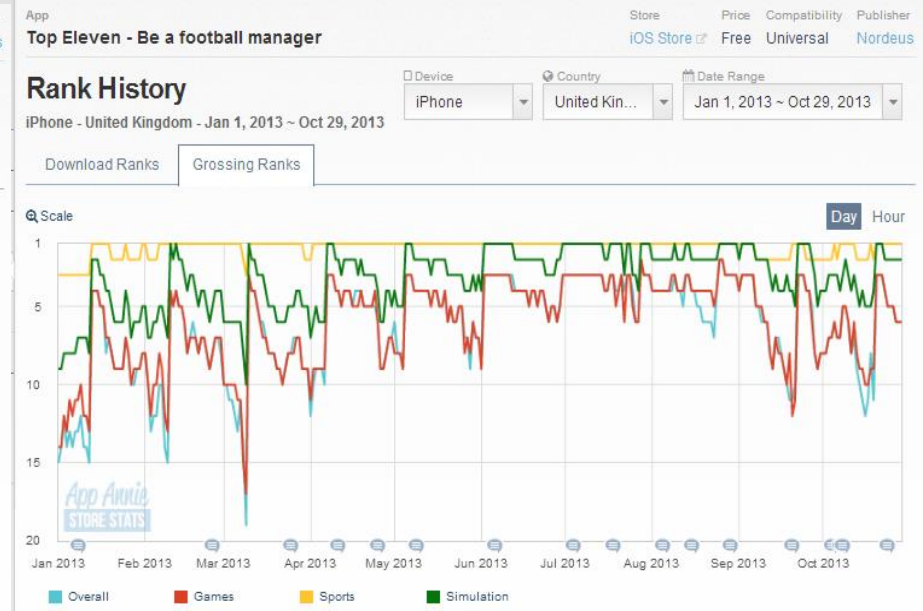 App
Store Price Compatibility Publisher
Top Eleven - Be a football manager
iOS Store Free Universal Nordeus
Rank History
iPhone - United Kingdom - Jan 1, 2013 ~ Oct 29, 2013
Device Country Date Range
iPhone United Kin... Jan 1, 2013 ~ Oct 29, 2013
Download Ranks Grossing Ranks
Scale
Day Hour
1
5
10
15
20
App Annie
STORE STATS
Jan 2013 Feb 2013 Mar 2013 Apr 2013 May 2013 Jun 2013 Jul 2013 Aug 2013 Sep 2013 Oct 2013
Overall Games Sports Simulation